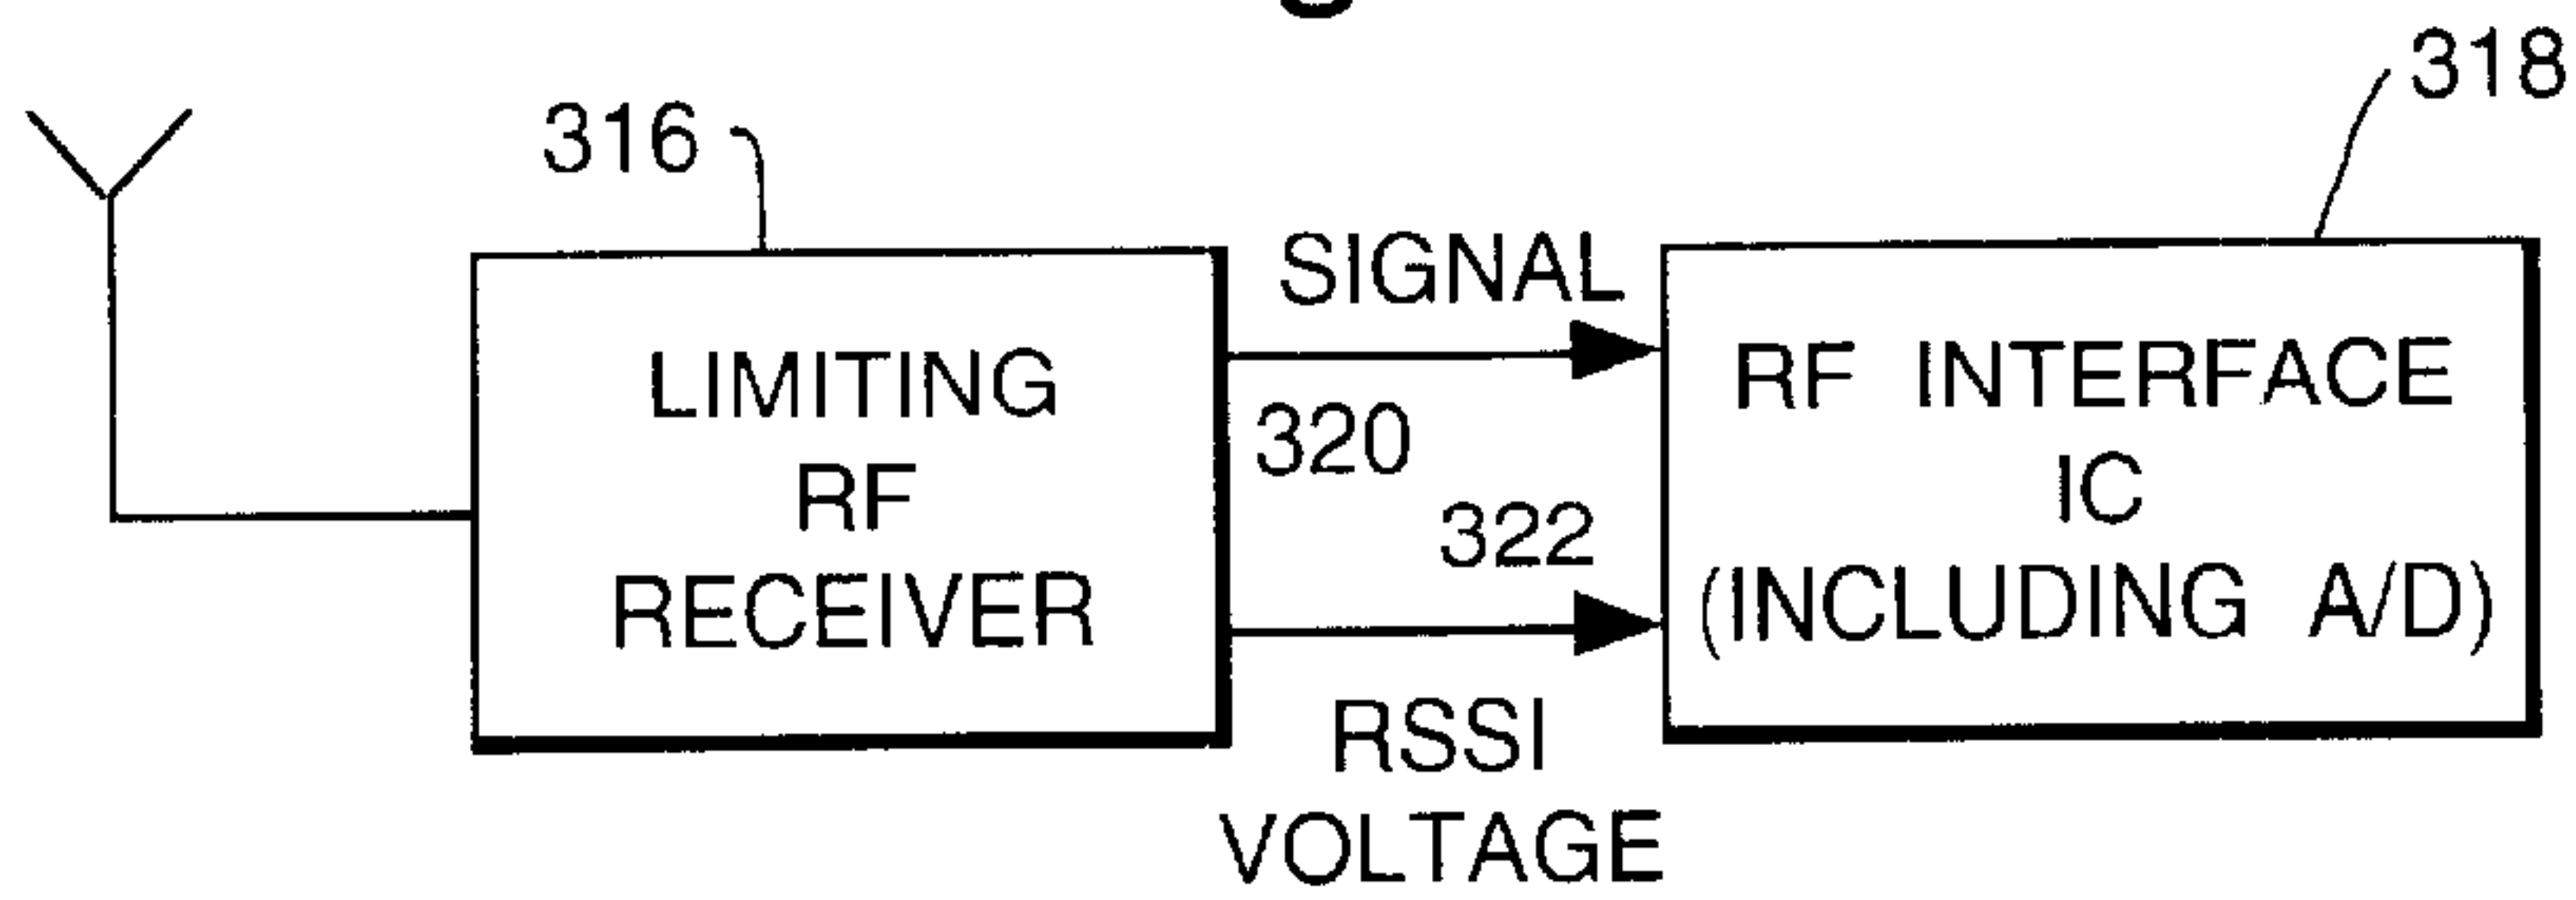 318
316
SIGNAL
LIMITING
RF
RECEIVER
320
322
RF INTERFACE
IC
(INCLUDING A/D)
RSSI
VOLTAGE